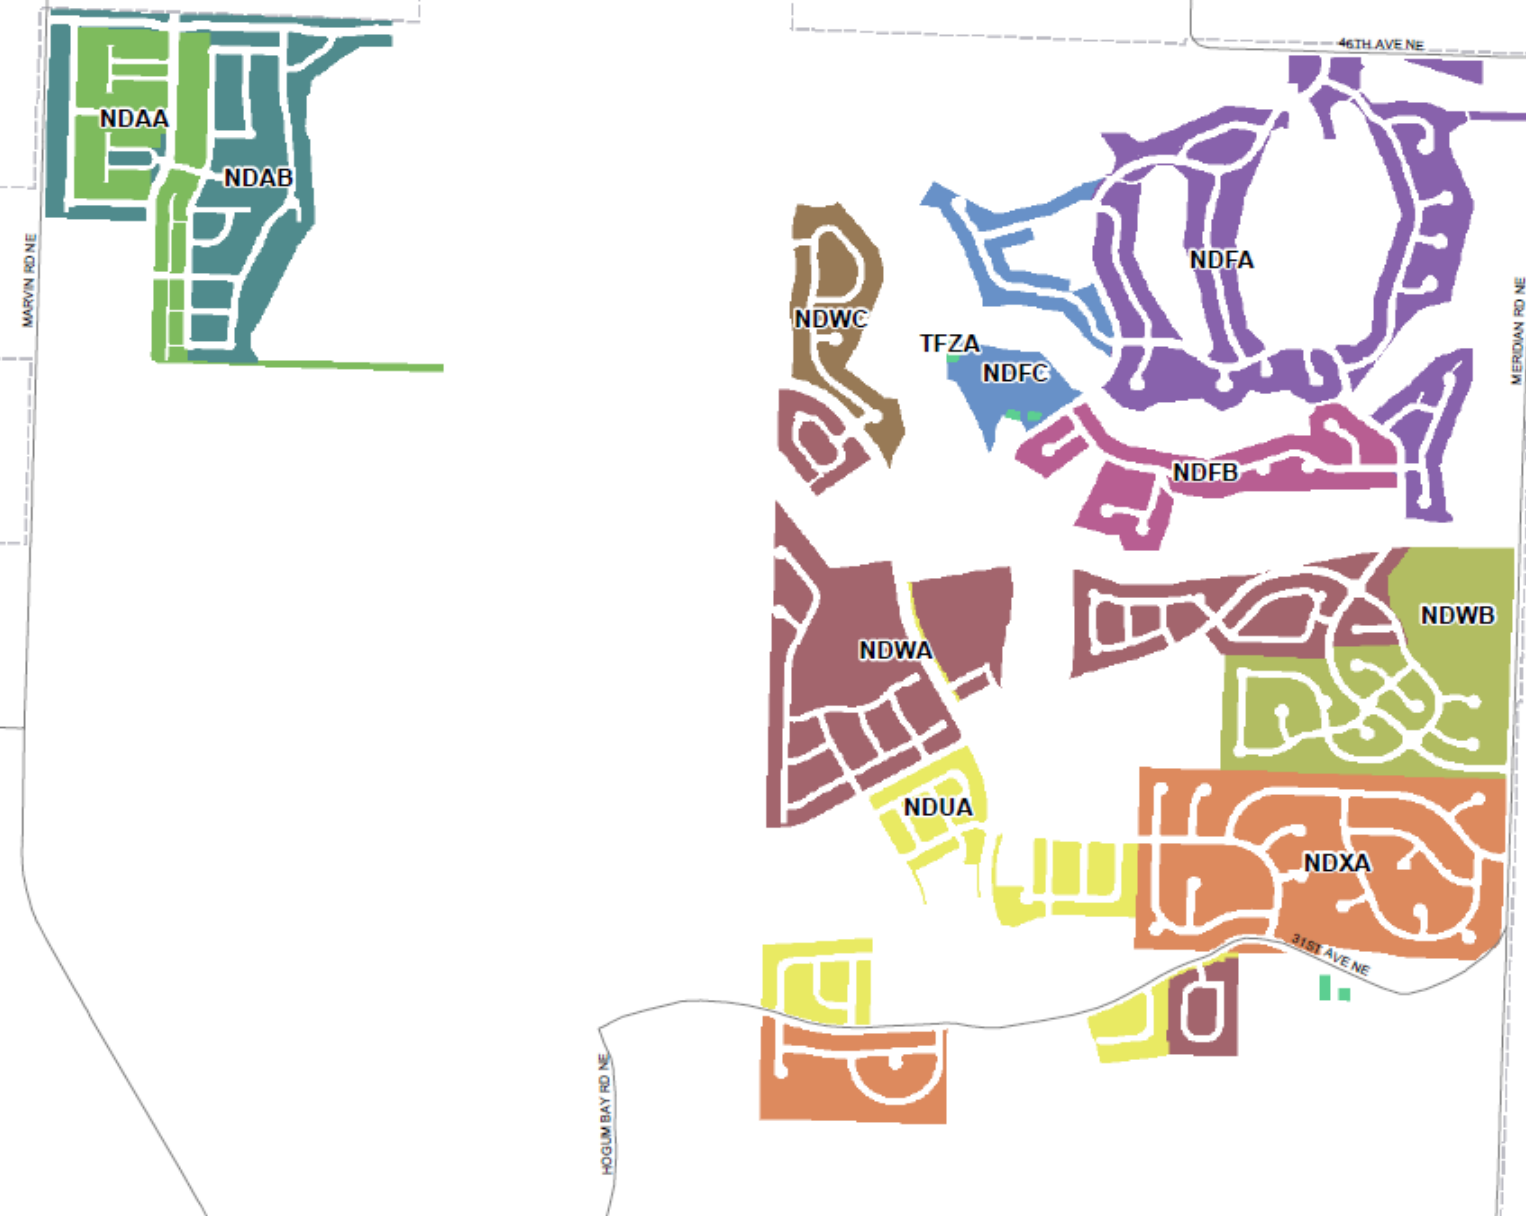 46TH AVE NE
NDAA
NDAB
MARVIN RD NE
NDFA
MERIDIAN RD NE
NDWC
TFZA
NDFC
NDFB
NDWB
NDWA
NDUA
NDXA
31ST AVE NE
HOGUM BAY RD NE